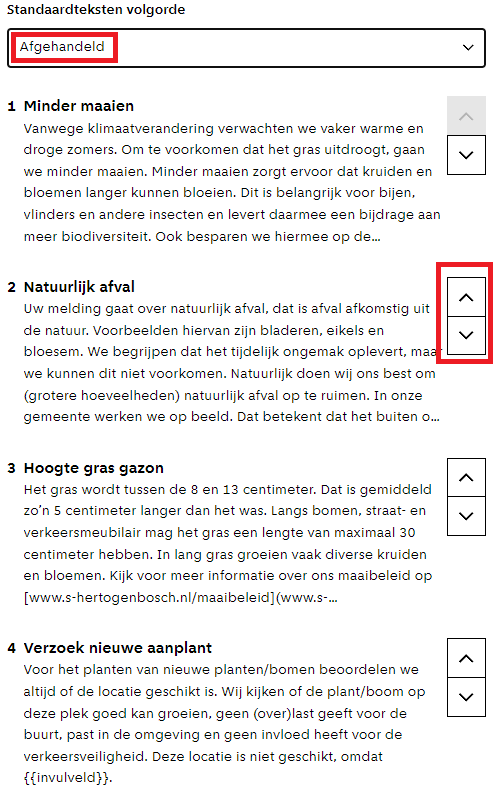 Standaardteksten volgorde
Afgehandeld
1 Minder maaien
Vanwege klimaatverandering verwachten we vaker warme en
droge zomers. Om te voorkomen dat het gras uitdroogt, gaan
we minder maaien. Minder maaien zorgt ervoor dat kruiden en
bloemen langer kunnen bloeien. Dit is belangrijk voor bijen,
vlinders en andere insecten en levert daarmee een bijdrage aan
meer biodiversiteit. Ook besparen we hiermee op de…
2 Natuurlijk afval
Uw melding gaat over natuurlijk afval, dat is afval afkomstig uit
de natuur. Voorbeelden hiervan zijn bladeren, eikels en
bloesem. We begrijpen dat het tijdelijk ongemak oplevert, maar
we kunnen dit niet voorkomen. Natuurlijk doen wij ons best om
(grotere hoeveelheden) natuurlijk afval op te ruimen. In onze
gemeente werken we op beeld. Dat betekent dat het buiten o…
3 Hoogte gras gazon
Het gras wordt tussen de 8 en 13 centimeter. Dat is gemiddeld
zo’n 5 centimeter langer dan het was. Langs bomen, straat- en
verkeersmeubilair mag het gras een lengte van maximaal 30
centimeter hebben. In lang gras groeien vaak diverse kruiden
en bloemen. Kijk voor meer informatie over ons maaibeleid op
[www.s-hertogenbosch.nl/maaibeleid](www.s-…
4 Verzoek nieuwe aanplant
Voor het planten van nieuwe planten/bomen beoordelen we
altijd of de locatie geschikt is. Wij kijken of de plant/boom op
deze plek goed kan groeien, geen (over)last geeft voor de
buurt, past in de omgeving en geen invloed heeft voor de
verkeersveiligheid. Deze locatie is niet geschikt, omdat
{{invulveld}}.